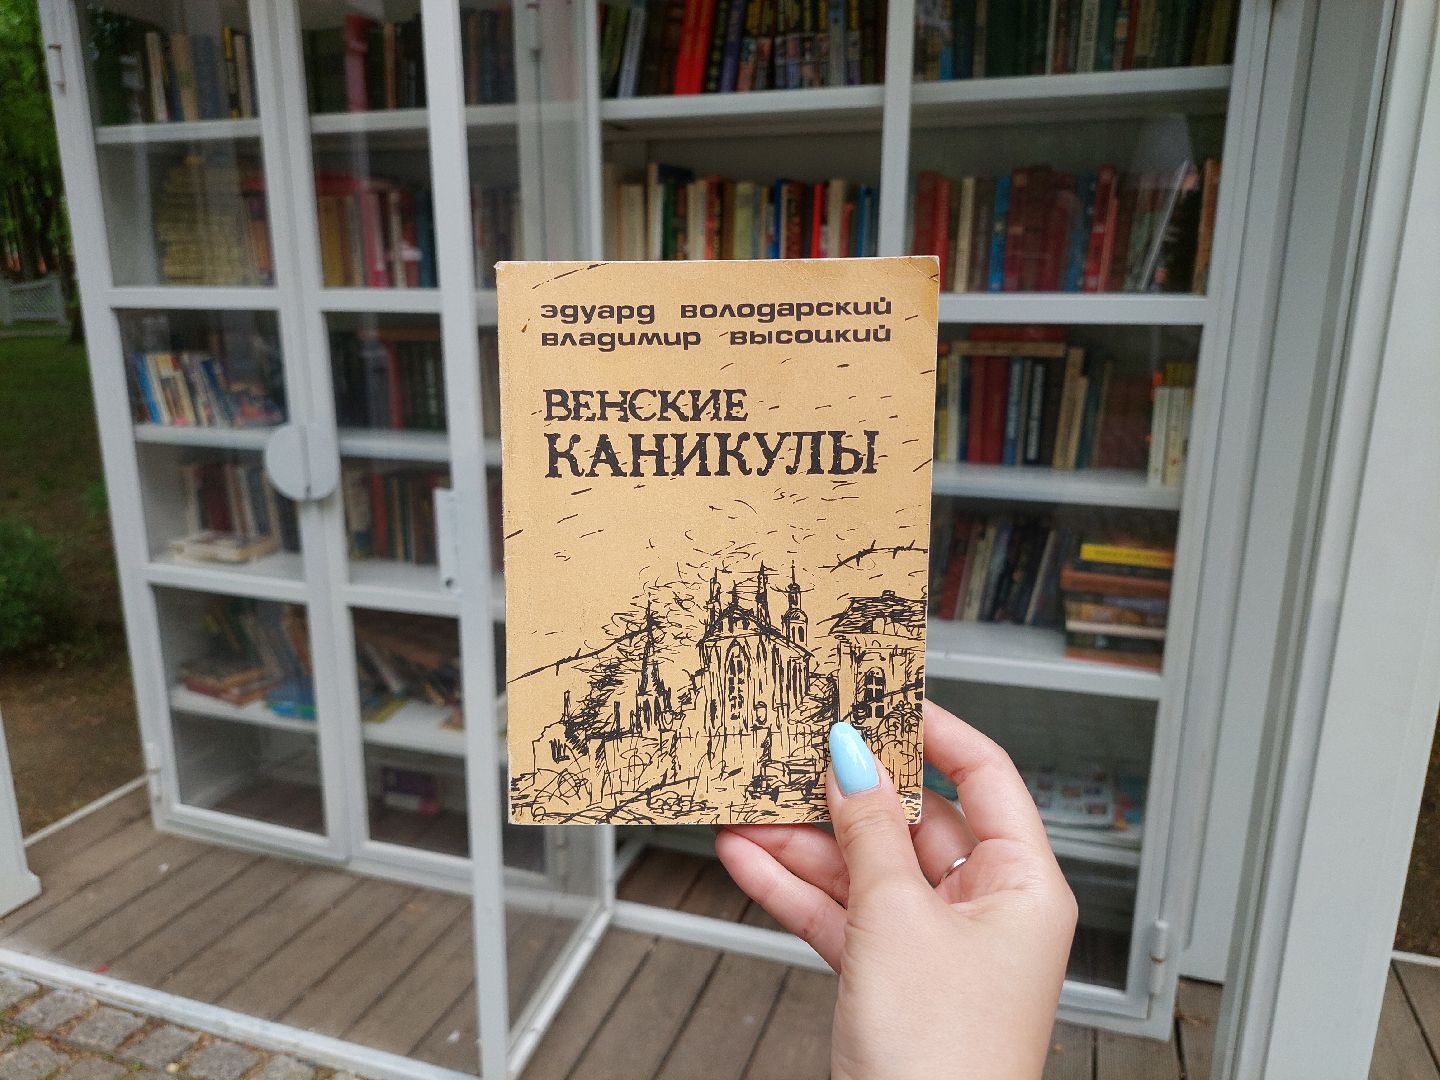 эдуард володарский
владимир высоцкий
ВЕНСКИЕ
КАНИКУЛЫ